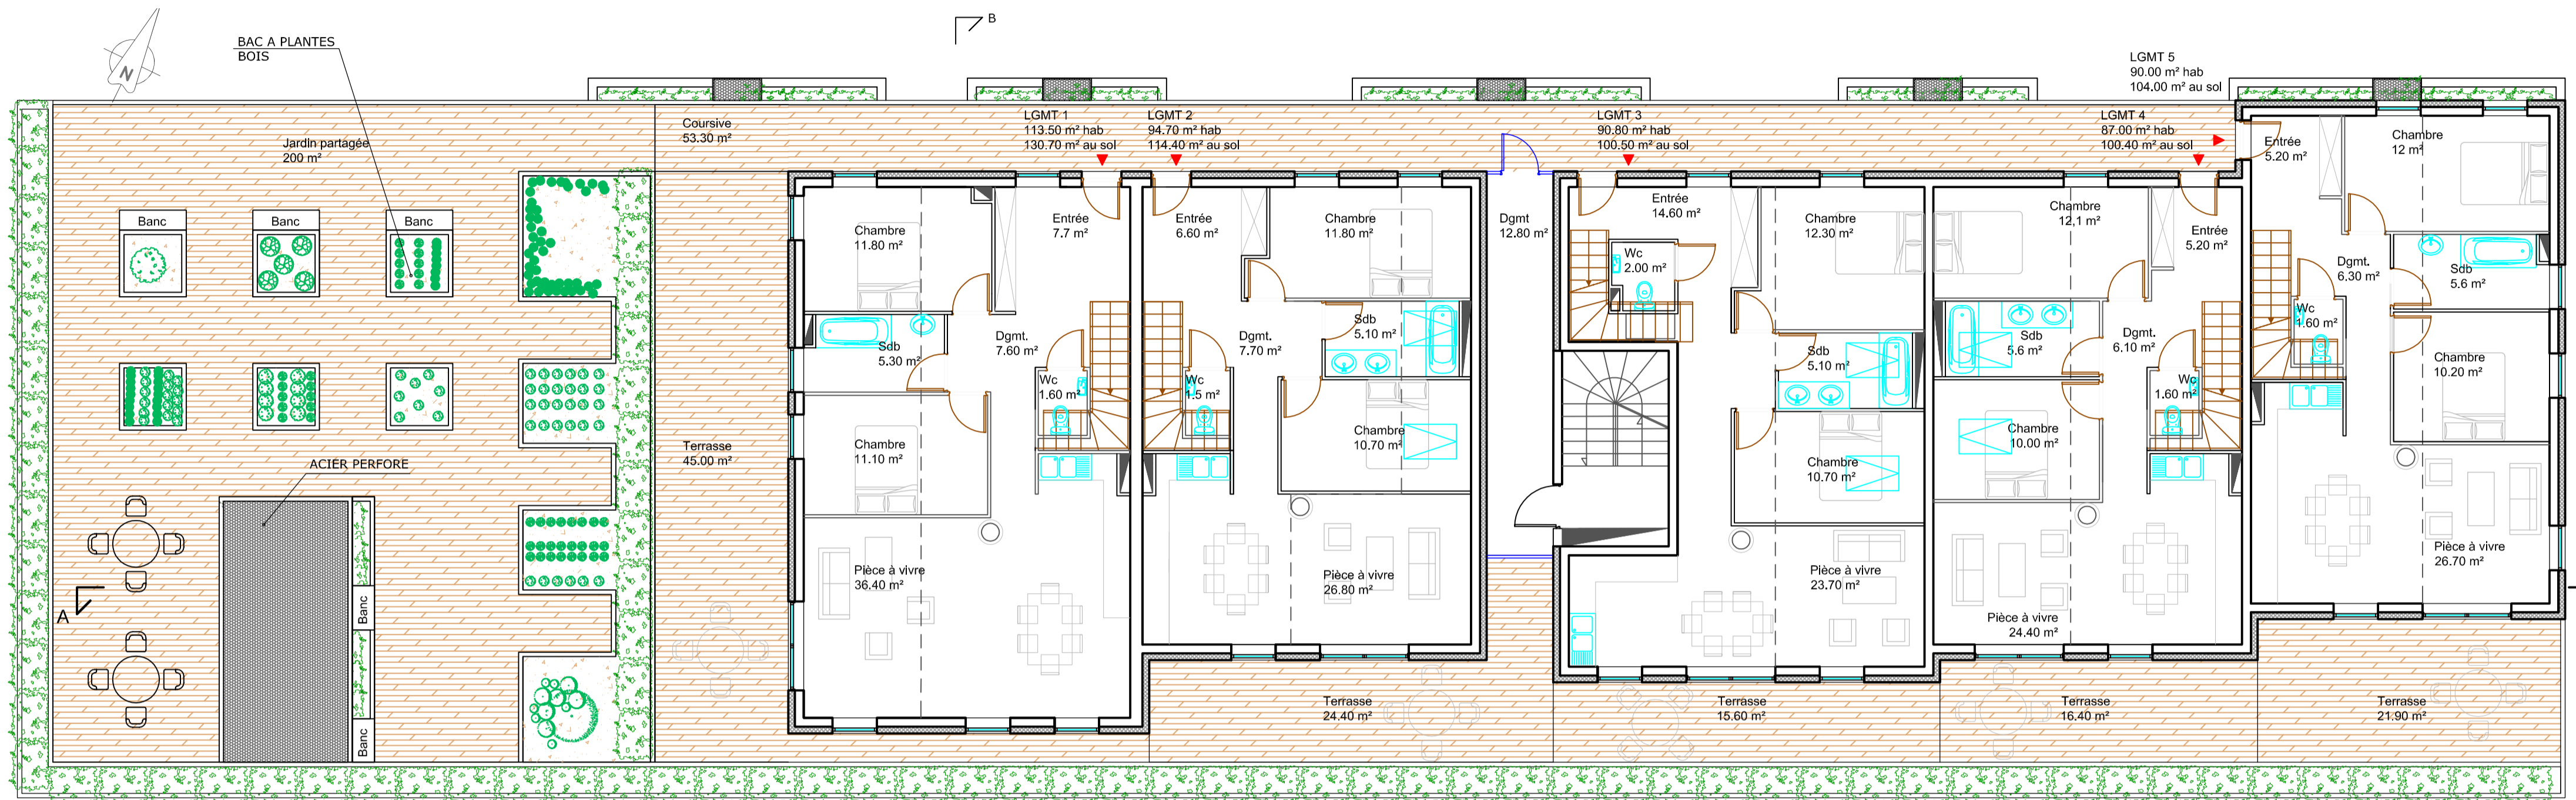 B
N
BAC A PLANTES
BOIS
Jardin partagée
200 m²
Banc
Banc
Banc
ACIER PERFORE
Banc
Banc
A
Coursive
53.30 m²
Terrasse
45.00 m²
LGMT 1
113.50 m² hab
130.70 m² au sol
Chambre
11.80 m²
Entrée
7.7 m²
Sdb
5.30 m²
Dgmt.
7.60 m²
Wc
1.60 m²
Chambre
11.10 m²
Pièce à vivre
36.40 m²
LGMT 2
94.70 m² hab
114.40 m² au sol
Entrée
6.60 m²
Chambre
11.80 m²
Dgmt.
7.70 m²
Sdb
5.10 m²
Wc
1.5 m²
Chambre
10.70 m²
Pièce à vivre
26.80 m²
Terrasse
24.40 m²
Dgmt
12.80 m²
LGMT 3
90.80 m² hab
100.50 m² au sol
Entrée
14.60 m²
Wc
2.00 m²
Chambre
12.30 m²
Sdb
5.10 m²
Chambre
10.70 m²
Pièce à vivre
23.70 m²
Terrasse
15.60 m²
LGMT 4
87.00 m² hab
100.40 m² au sol
Chambre
12,1 m²
Entrée
5.20 m²
Sdb
5.6 m²
Dgmt.
6.10 m²
Wc
1.60 m²
Chambre
10.00 m²
Pièce à vivre
24.40 m²
Terrasse
16.40 m²
LGMT 5
90.00 m² hab
104.00 m² au sol
Entrée
5.20 m²
Chambre
12 m²
Dgmt.
6.30 m²
Sdb
5.6 m²
Wc
1.60 m²
Chambre
10.20 m²
Pièce à vivre
26.70 m²
Terrasse
21.90 m²